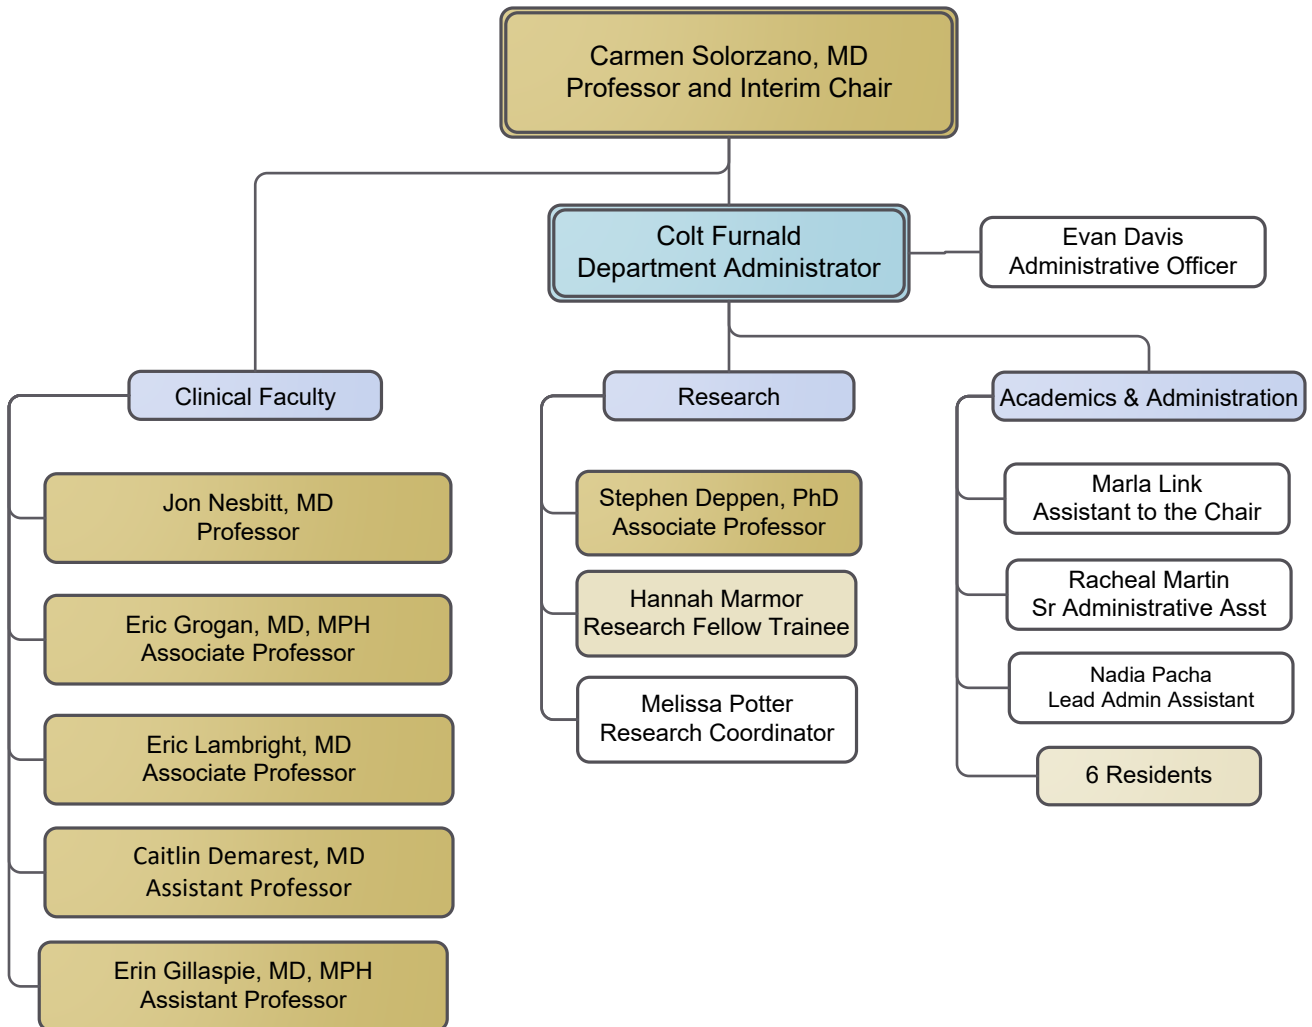 Carmen Solorzano, MD
Professor and Interim Chair
Colt Furnald
Department Administrator
Evan Davis
Administrative Officer
Clinical Faculty
Jon Nesbitt, MD
Professor
Eric Grogan, MD, MPH
Associate Professor
Eric Lambright, MD
Associate Professor
Caitlin Demarest, MD
Assistant Professor
Erin Gillaspie, MD, MPH
Assistant Professor
Research
Stephen Deppen, PhD
Associate Professor
Hannah Marmor
Research Fellow Trainee
Melissa Potter
Research Coordinator
Academics & Administration
Marla Link
Assistant to the Chair
Racheal Martin
Sr Administrative Asst
Nadia Pacha
Lead Admin Assistant
6 Residents